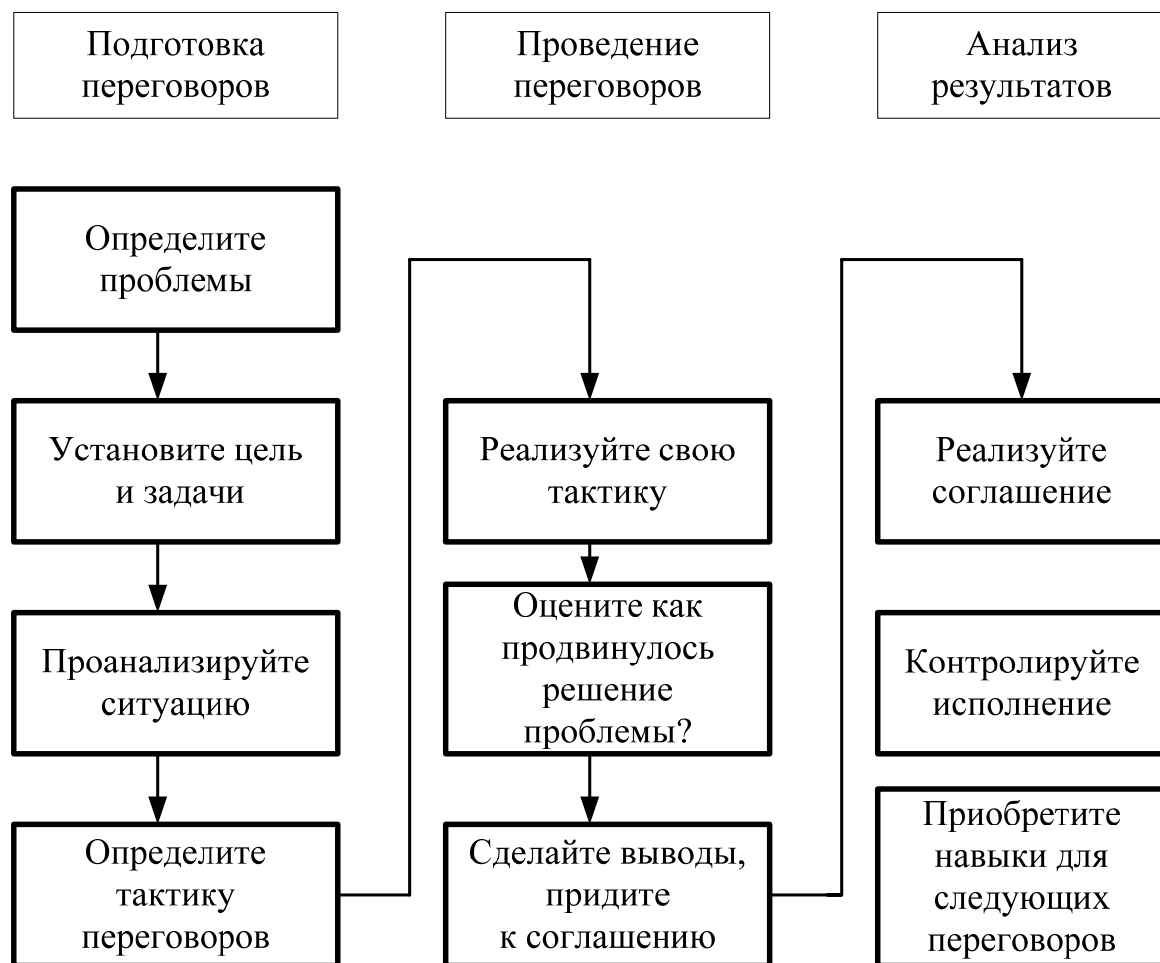 Подготовка
переговоров
Проведение
переговоров
Анализ
результатов
Определите
проблемы
Установите цель
и задачи
Проанализируйте
ситуацию
Определите
тактику
переговоров
Реализуйте свою
тактику
Оцените как
продвинулось
решение
проблемы?
Сделайте выводы,
придите
к соглашению
Реализуйте
соглашение
Контролируйте
исполнение
Приобретите
навыки для
следующих
переговоров